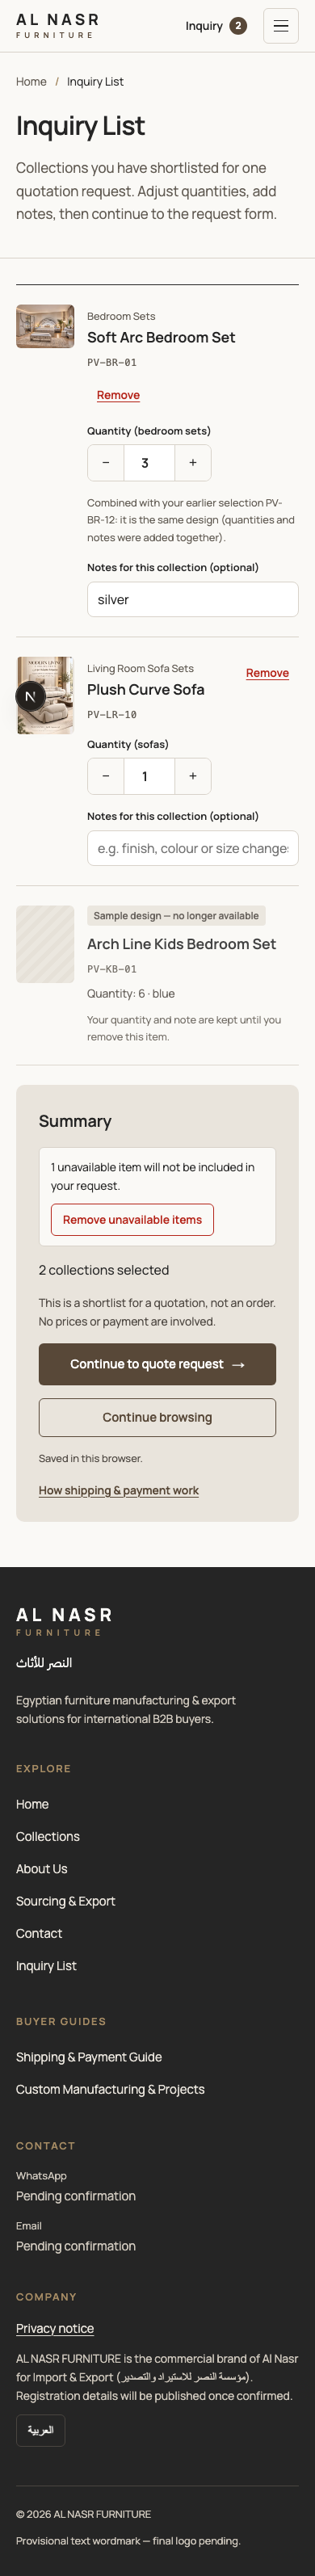 AL NASR
FURNITURE
Inquiry 2
Home / Inquiry List
Inquiry List
Collections you have shortlisted for one
quotation request. Adjust quantities, add
notes, then continue to the request form.
Bedroom Sets
Soft Arc Bedroom Set
PV-BR-01
Remove
Quantity (bedroom sets)
− 3 +
Combined with your earlier selection PV-
BR-12: it is the same design (quantities and
notes were added together).
Notes for this collection (optional)
silver
Living Room Sofa Sets
Remove
Plush Curve Sofa
PV-LR-10
N
Quantity (sofas)
− 1 +
Notes for this collection (optional)
e.g. finish, colour or size changes
Sample design — no longer available
Arch Line Kids Bedroom Set
PV-KB-01
Quantity: 6 · blue
Your quantity and note are kept until you
remove this item.
Summary
1 unavailable item will not be included in
your request.
Remove unavailable items
2 collections selected
This is a shortlist for a quotation, not an order.
No prices or payment are involved.
Continue to quote request →
Continue browsing
Saved in this browser.
How shipping & payment work
AL NASR
FURNITURE
النصر للأثاث
Egyptian furniture manufacturing & export
solutions for international B2B buyers.
EXPLORE
Home
Collections
About Us
Sourcing & Export
Contact
Inquiry List
BUYER GUIDES
Shipping & Payment Guide
Custom Manufacturing & Projects
CONTACT
WhatsApp
Pending confirmation
Email
Pending confirmation
COMPANY
Privacy notice
AL NASR FURNITURE is the commercial brand of Al Nasr
for Import & Export (مؤسسة النصر للاستيراد والتصدير).
Registration details will be published once confirmed.
العربية
© 2026 AL NASR FURNITURE
Provisional text wordmark — final logo pending.